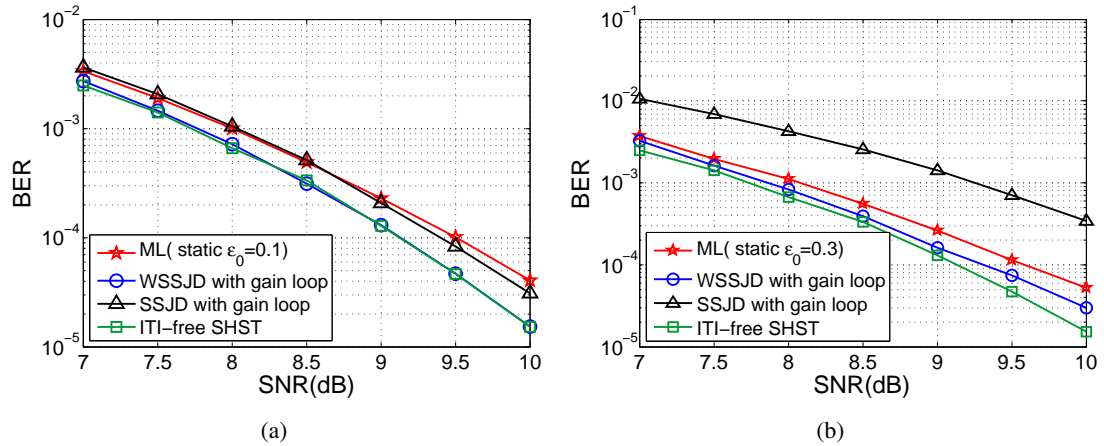 10⁻²
10⁻³
10⁻⁴
10⁻⁵
BER
7
7.5
8
8.5
9
9.5
10
SNR(dB)
ML( static ε₀=0.1)
WSSJD with gain loop
SSJD with gain loop
ITI−free SHST
(a)
10⁻¹
10⁻²
10⁻³
10⁻⁴
10⁻⁵
BER
7
7.5
8
8.5
9
9.5
10
SNR(dB)
ML( static ε₀=0.3)
WSSJD with gain loop
SSJD with gain loop
ITI−free SHST
(b)